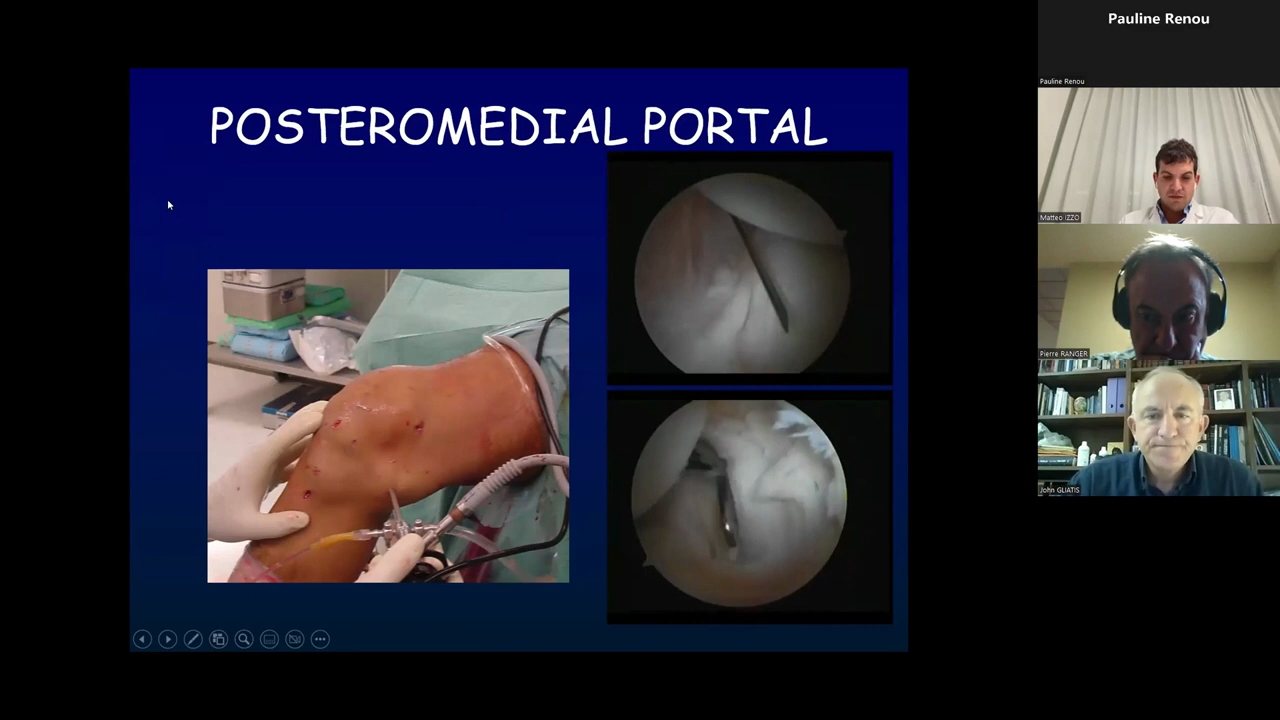 POSTEROMEDIAL PORTAL
Pauline Renou
Pauline Renou
Matteo IZZO
Pierre RANGER
John GLIATIS